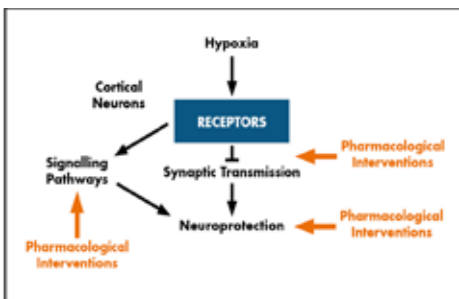 Hypoxia
Cortical
Neurons
RECEPTORS
Pharmacological
Interventions
Signalling
Pathways
Synaptic Transmission
Pharmacological
Interventions
Neuroprotection
Pharmacological
Interventions